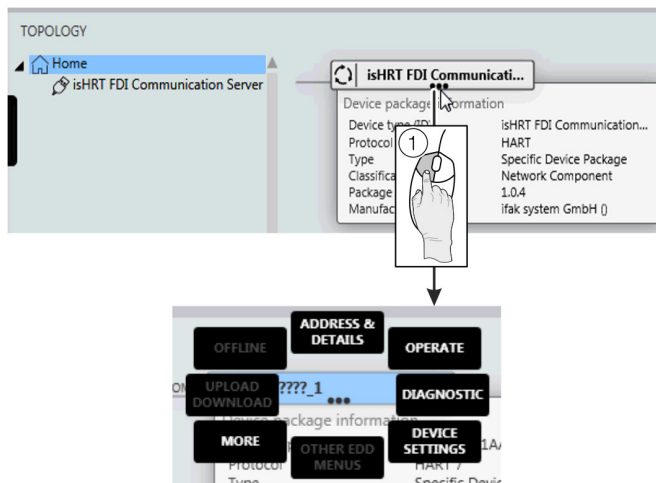 TOPOLOGY
Home
isHRT FDI Communication Server
isHRT FDI Communicati...
Device package information
Device type (ID)
isHRT FDI Communication...
Protocol
HART
Type
Specific Device Package
Classifica
Network Component
Package
1.0.4
Manufac
ifak system GmbH ()
1
ADDRESS &
DETAILS
OFFLINE
OPERATE
UPLOAD
DOWNLOAD
????_1
DIAGNOSTIC
Device package informa
MORE
OTHER EDD
MENUS
DEVICE
SETTINGS
1A
Protocol
HART 7
Type
Specific Devic